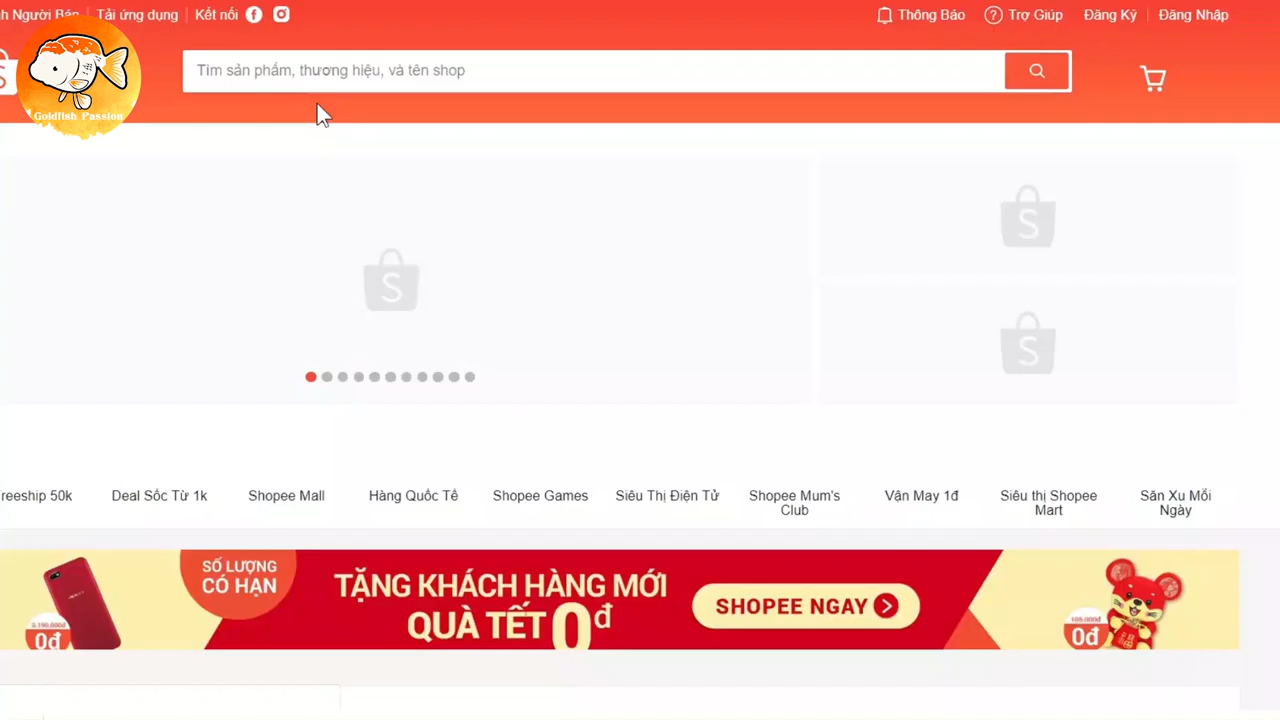 Tải ứng dụng
Kết nối
Thông Báo
Trợ Giúp
Đăng Ký
Đăng Nhập
Goldfish Passion
Tìm sản phẩm, thương hiệu, và tên shop
reeship 50k
Deal Sốc Từ 1k
Shopee Mall
Hàng Quốc Tế
Shopee Games
Siêu Thị Điện Tử
Shopee Mum's
Club
Vận May 1đ
Siêu thị Shopee
Mart
Săn Xu Mỗi
Ngày
SỐ LƯỢNG
CÓ HẠN
TẶNG KHÁCH HÀNG MỚI
QUÀ TẾT 0đ
SHOPEE NGAY
0đ
0đ